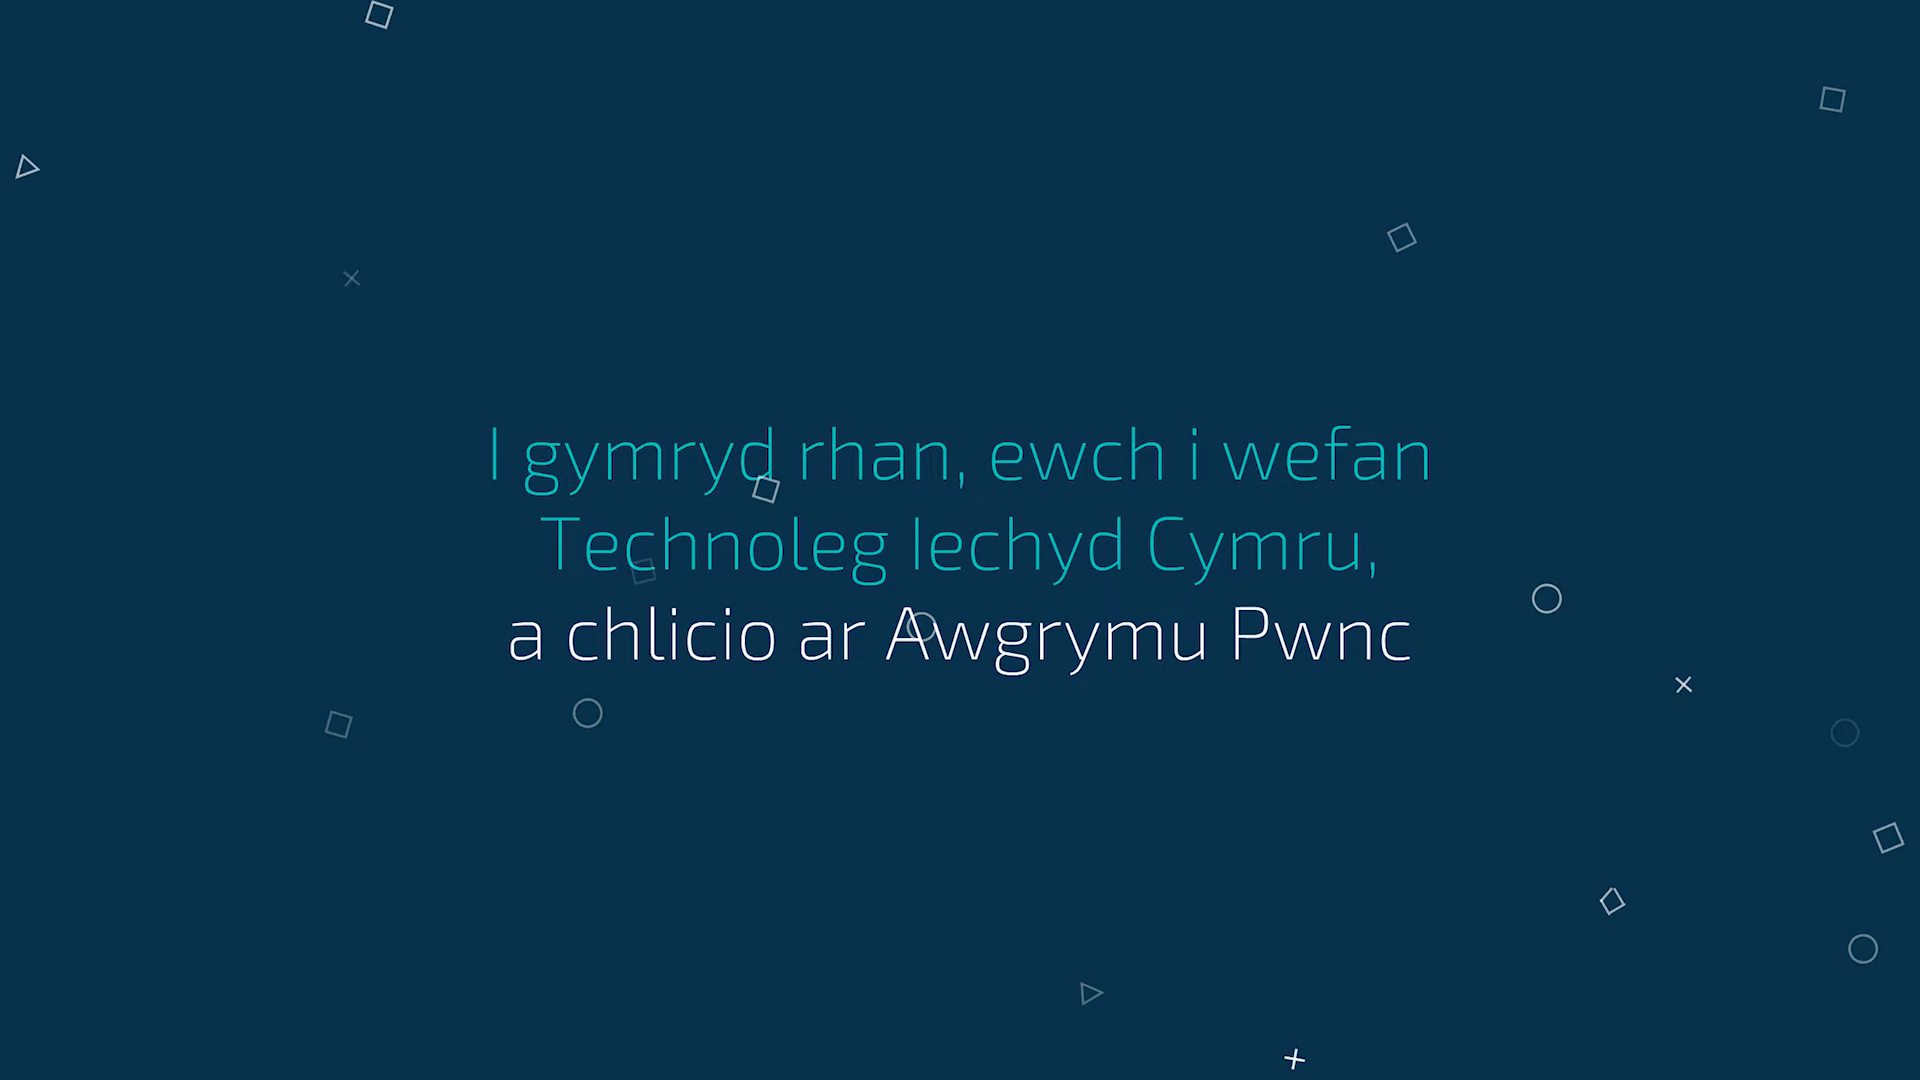 I gymryd rhan, ewch i wefan
Technoleg Iechyd Cymru,
a chlicio ar Awgrymu Pwnc